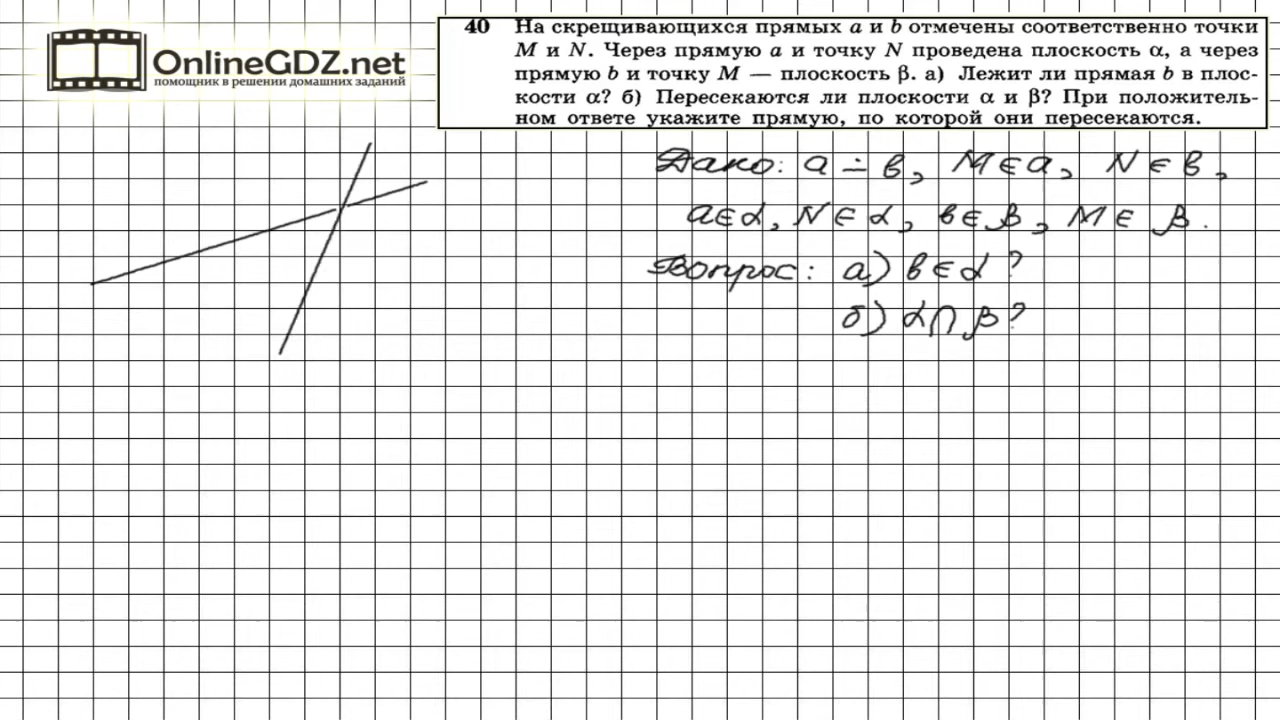 OnlineGDZ.net
помощник в решении домашних заданий
40 На скрещивающихся прямых a и b отмечены соответственно точки
M и N. Через прямую a и точку N проведена плоскость α, а через
прямую b и точку M — плоскость β. а) Лежит ли прямая b в плос-
кости α? б) Пересекаются ли плоскости α и β? При положитель-
ном ответе укажите прямую, по которой они пересекаются.
Дано: a ∸ b, M ∈ a, N ∈ b,
a ∈ α, N ∈ α, b ∈ β, M ∈ β.
Вопрос: а) b ∈ α ?
б) α ∩ β ?